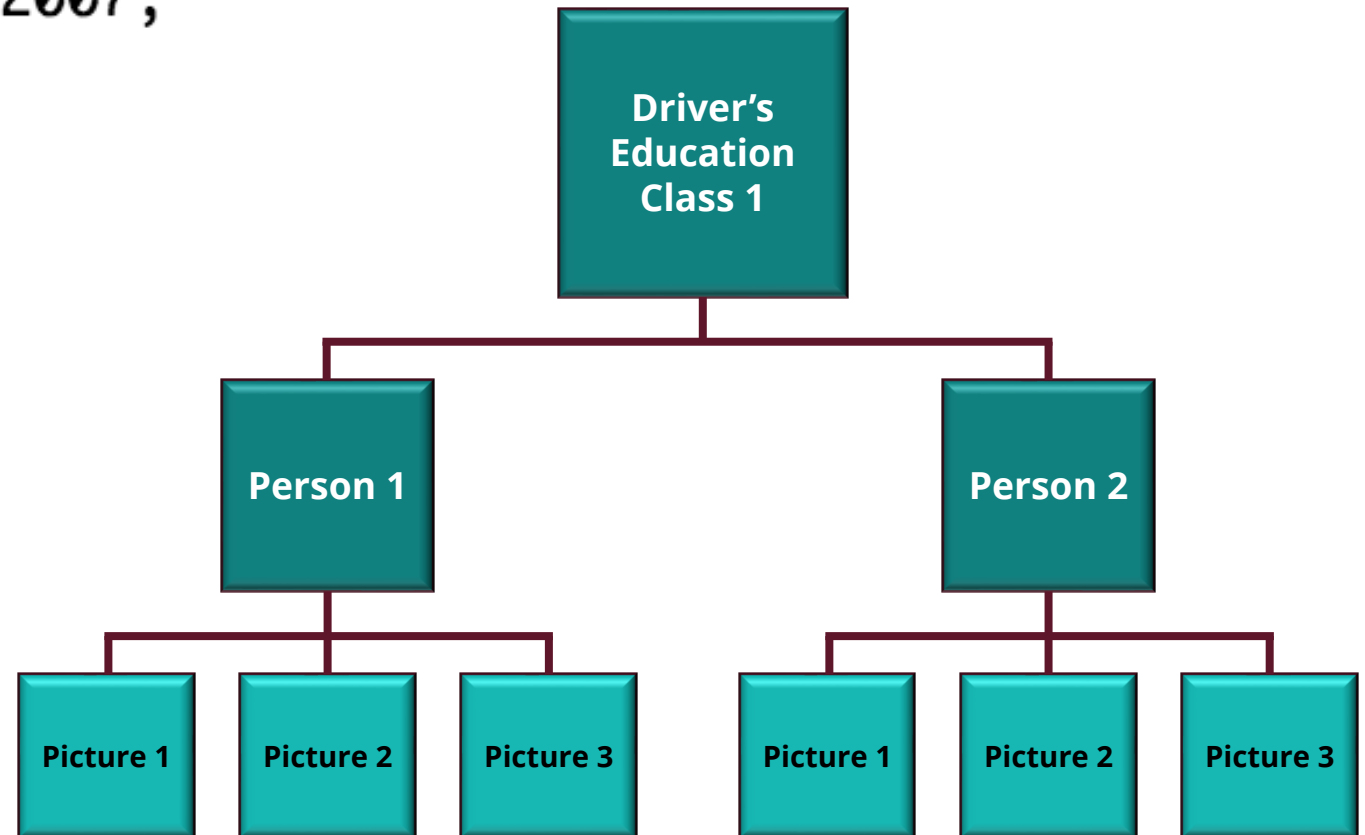 2007,
Driver’s
Education
Class 1
Person 1
Person 2
Picture 1
Picture 2
Picture 3
Picture 1
Picture 2
Picture 3